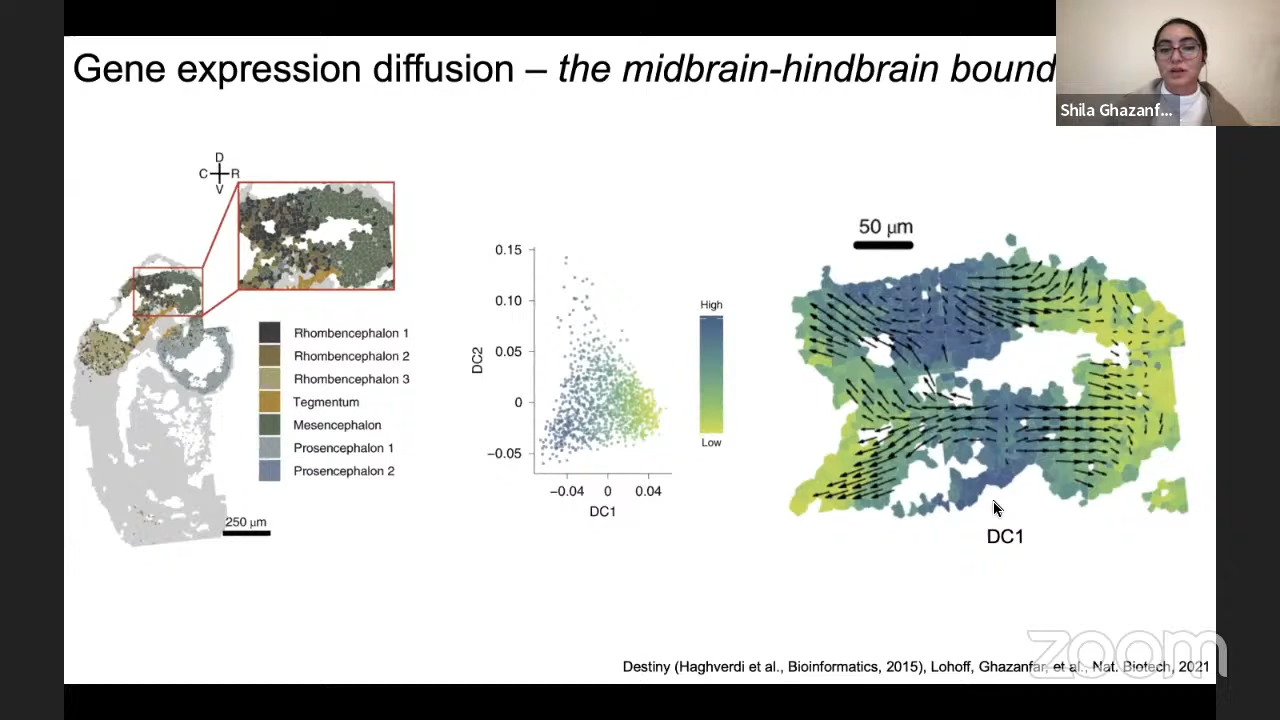 Gene expression diffusion – the midbrain-hindbrain bound
Shila Ghazanf...
D
C R
V
50 μm
0.15
0.10
0.05
0
−0.05
DC2
−0.04 0 0.04
DC1
High
Low
Rhombencephalon 1
Rhombencephalon 2
Rhombencephalon 3
Tegmentum
Mesencephalon
Prosencephalon 1
Prosencephalon 2
250 μm
DC1
zoom
Destiny (Haghverdi et al., Bioinformatics, 2015), Lohoff, Ghazanfar, et al., Nat. Biotech, 2021